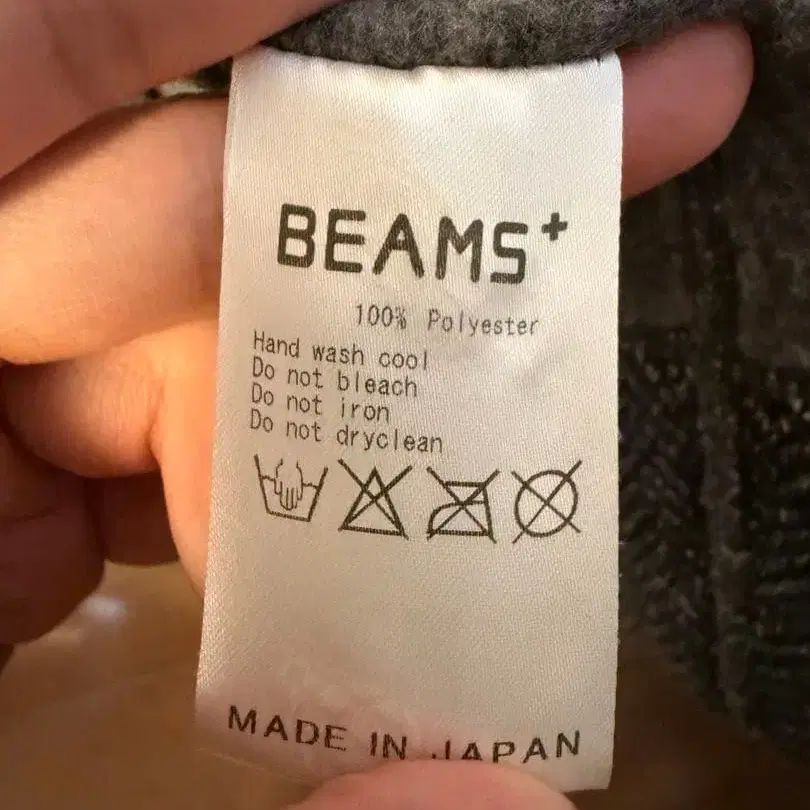 BEAMS+
100% Polyester
Hand wash cool
Do not bleach
Do not iron
Do not dryclean
MADE IN JAPAN